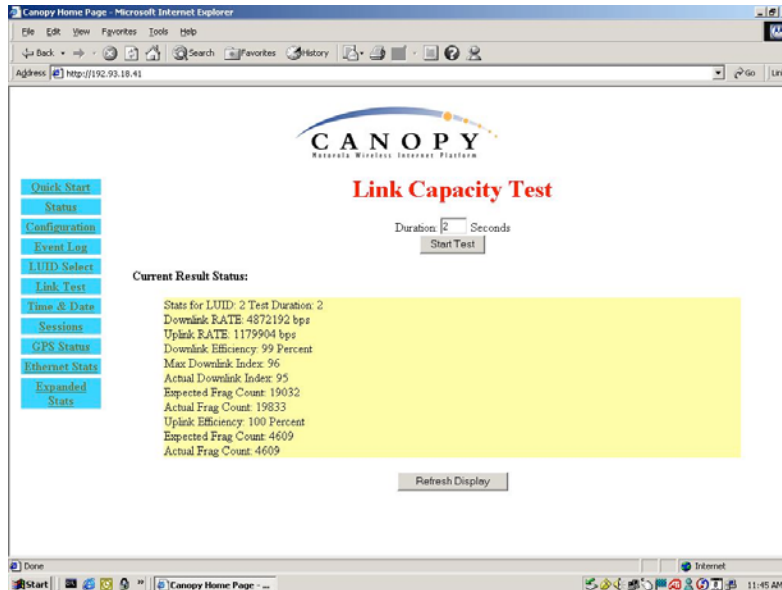 Canopy Home Page - Microsoft Internet Explorer
File Edit View Favorites Tools Help
Back Search Favorites History
Address http://192.93.18.41 Go
CANOPY
Motorola Wireless Internet Platform
Link Capacity Test
Duration: 2 Seconds
Start Test
Quick Start
Status
Configuration
Event Log
LUID Select
Link Test
Time & Date
Sessions
GPS Status
Ethernet Stats
Expanded
Stats
Current Result Status:
Stats for LUID: 2 Test Duration: 2
Downlink RATE: 4872192 bps
Uplink RATE: 1179904 bps
Downlink Efficiency: 99 Percent
Max Downlink Index: 96
Actual Downlink Index: 95
Expected Frag Count: 19032
Actual Frag Count: 19833
Uplink Efficiency: 100 Percent
Expected Frag Count: 4609
Actual Frag Count: 4609
Refresh Display
Done Internet
Start Canopy Home Page - ... 11:45 AM